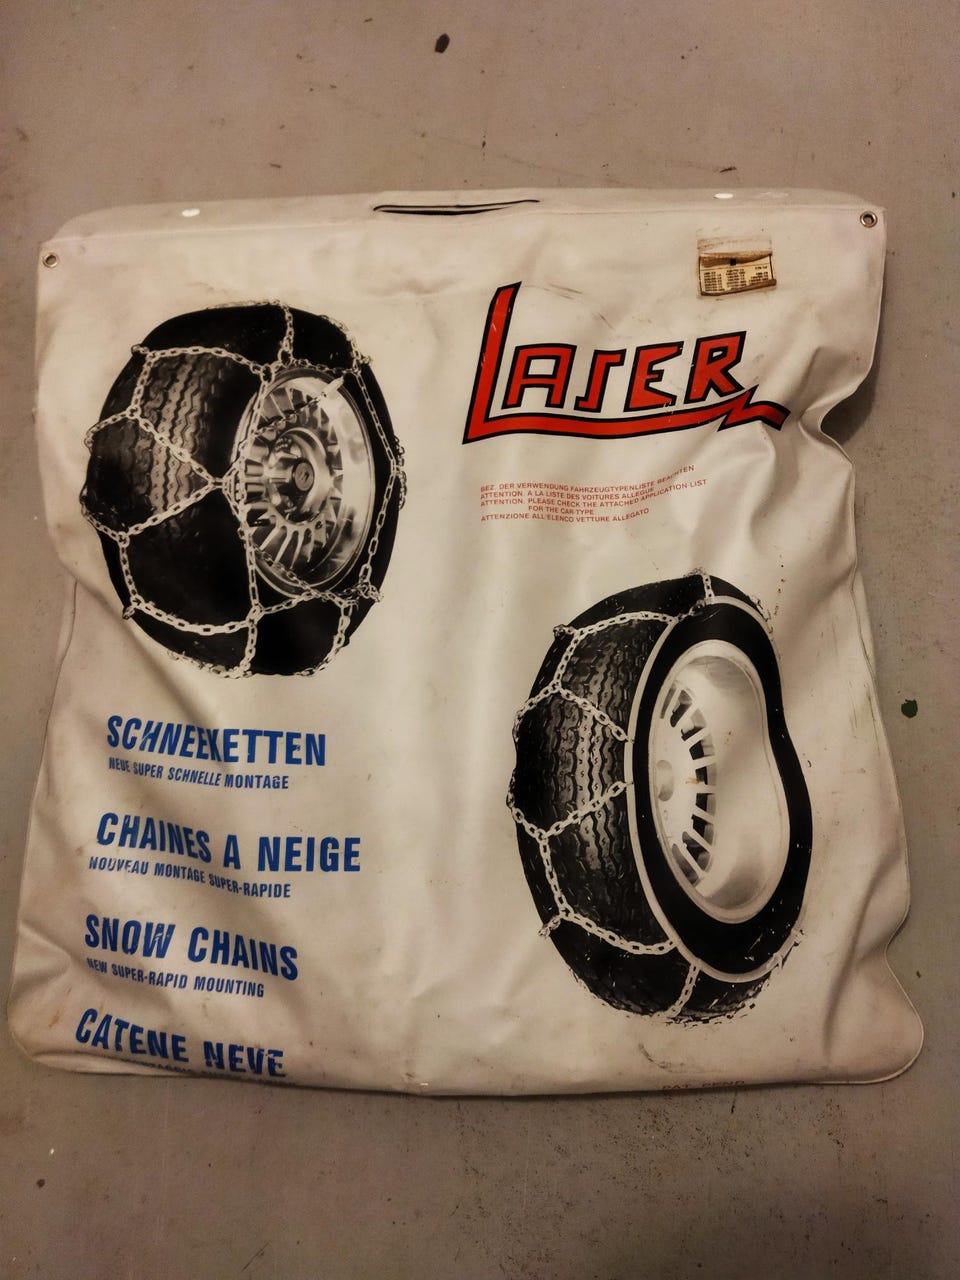 LASER
BEZ. DER VERWENDUNG FAHRZEUGTYPENLISTE BEACHTEN
ATTENTION. A LA LISTE DES VOITURES ALLEGUE
ATTENTION. PLEASE CHECK THE ATTACHED APPLICATION-LIST
FOR THE CAR-TYPE
ATTENZIONE ALL'ELENCO VETTURE ALLEGATO
SCHNEEKETTEN
NEUE SUPER SCHNELLE MONTAGE
CHAINES A NEIGE
NOUVEAU MONTAGE SUPER-RAPIDE
SNOW CHAINS
NEW SUPER-RAPID MOUNTING
CATENE NEVE
PAT. PEND.